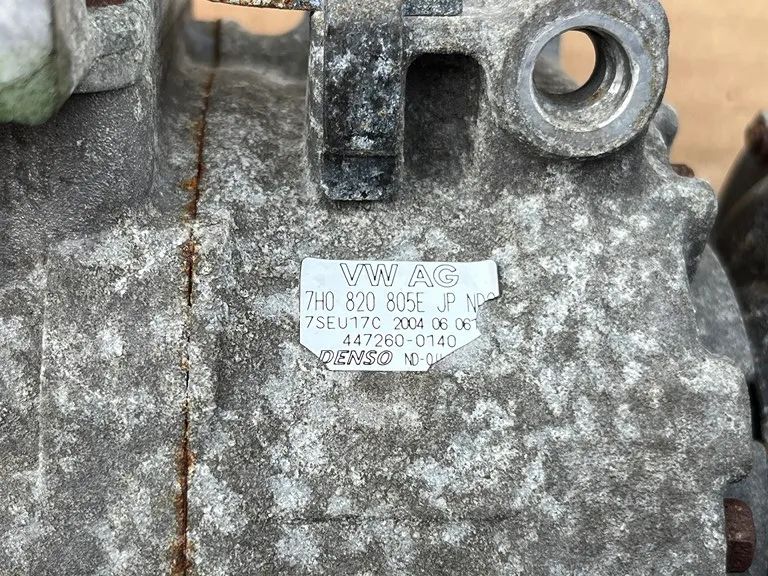 VW AG
7H0 820 805E JP
7SEU17C 2004 06 06
447260-0140
DENSO